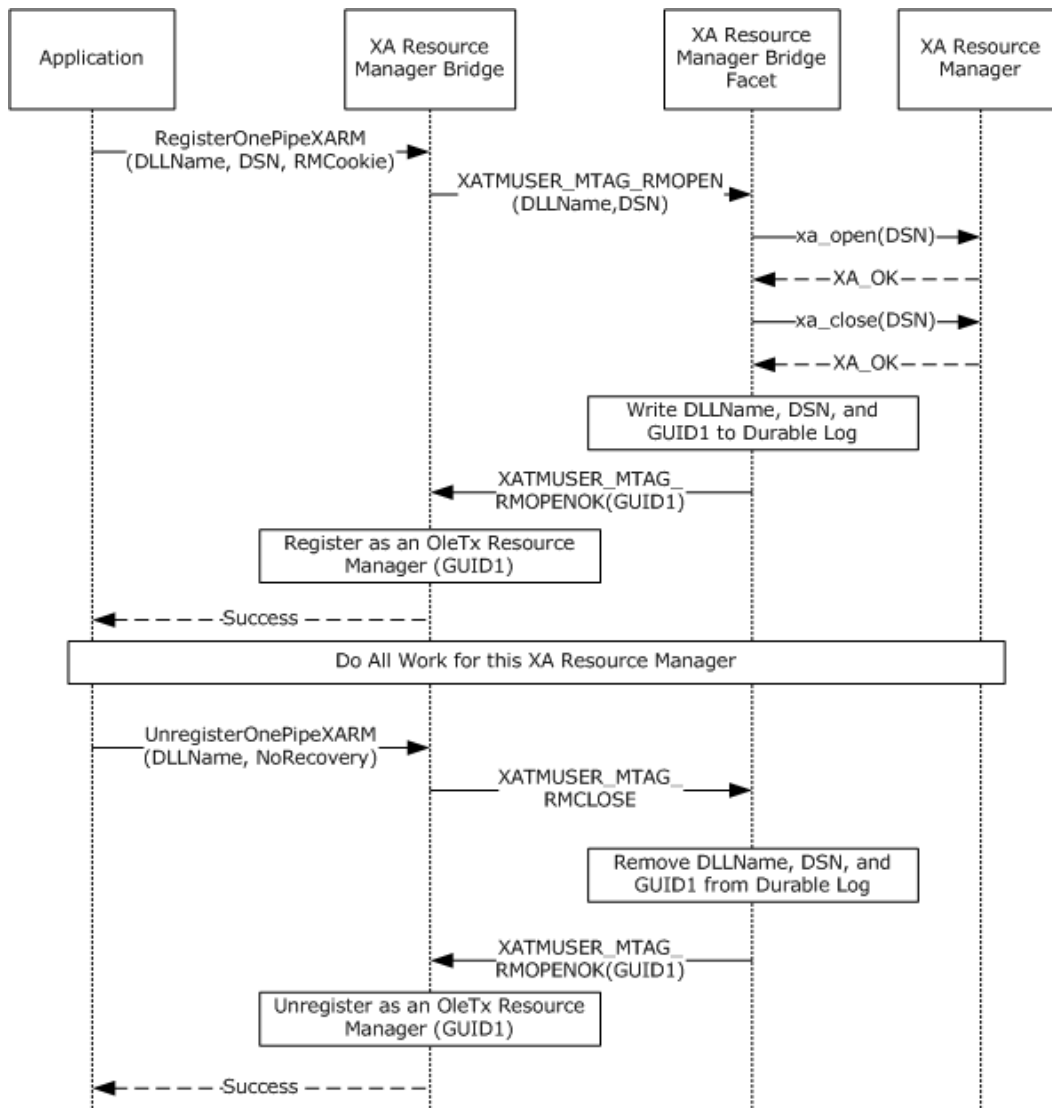 Application
XA Resource
Manager Bridge
XA Resource
Manager Bridge
Facet
XA Resource
Manager
RegisterOnePipeXARM
(DLLName, DSN, RMCookie)
XATMUSER_MTAG_RMOPEN
(DLLName,DSN)
xa_open(DSN)
XA_OK
xa_close(DSN)
XA_OK
Write DLLName, DSN, and
GUID1 to Durable Log
XATMUSER_MTAG_
RMOPENOK(GUID1)
Register as an OleTx Resource
Manager (GUID1)
Success
Do All Work for this XA Resource Manager
UnregisterOnePipeXARM
(DLLName, NoRecovery)
XATMUSER_MTAG_
RMCLOSE
Remove DLLName, DSN, and
GUID1 from Durable Log
XATMUSER_MTAG_
RMOPENOK(GUID1)
Unregister as an OleTx Resource
Manager (GUID1)
Success